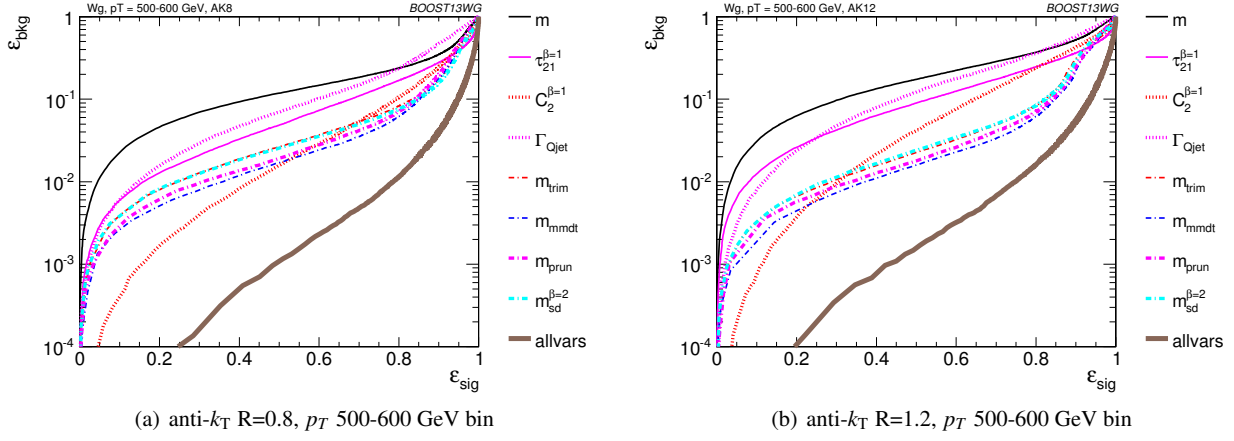 Wg, pT = 500-600 GeV, AK8 BOOST13WG
ε_bkg
1
10⁻¹
10⁻²
10⁻³
10⁻⁴
0 0.2 0.4 0.6 0.8 1
ε_sig
m
τ₂₁^β=1
C₂^β=1
Γ_Qjet
m_trim
m_mmdt
m_prun
m_sd^β=2
allvars
(a) anti-k_T R=0.8, p_T 500-600 GeV bin
Wg, pT = 500-600 GeV, AK12 BOOST13WG
ε_bkg
1
10⁻¹
10⁻²
10⁻³
10⁻⁴
0 0.2 0.4 0.6 0.8 1
ε_sig
m
τ₂₁^β=1
C₂^β=1
Γ_Qjet
m_trim
m_mmdt
m_prun
m_sd^β=2
allvars
(b) anti-k_T R=1.2, p_T 500-600 GeV bin